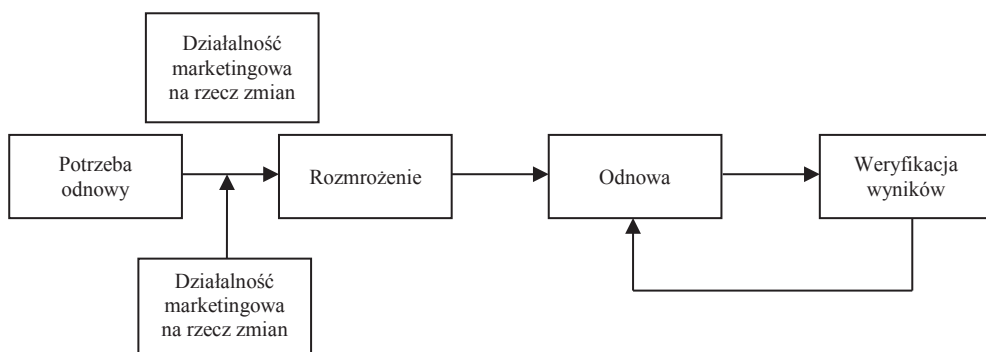 Działalność
marketingowa
na rzecz zmian
Potrzeba
odnowy
Rozmrożenie
Odnowa
Weryfikacja
wyników
Działalność
marketingowa
na rzecz zmian